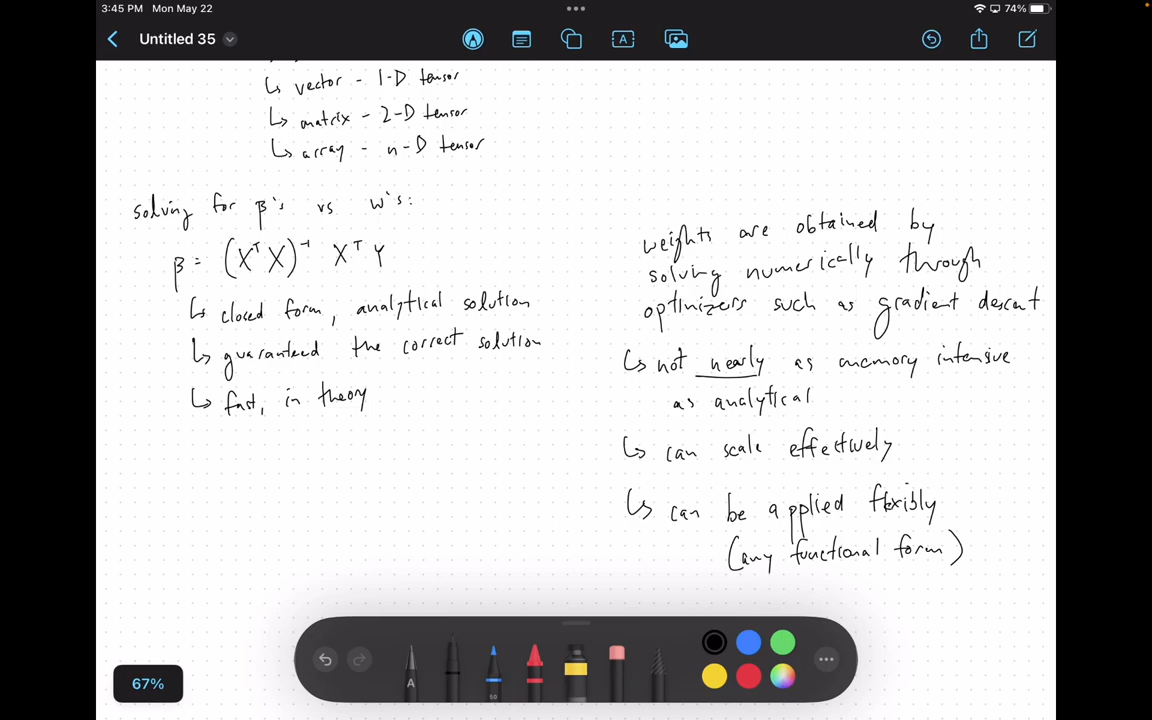 3:45 PM Mon May 22
74%
Untitled 35
↳ vector - 1-D tensor
↳ matrix - 2-D tensor
↳ array - n-D tensor
solving for β's vs w's:
β = (XᵀX)⁻¹ XᵀY
↳ closed form, analytical solution
↳ guaranteed the correct solution
↳ fast, in theory
weights are obtained by
solving numerically through
optimizers such as gradient descent
↳ not nearly as memory intensive
as analytical
↳ can scale effectively
↳ can be applied flexibly
(any functional form)
A
67%